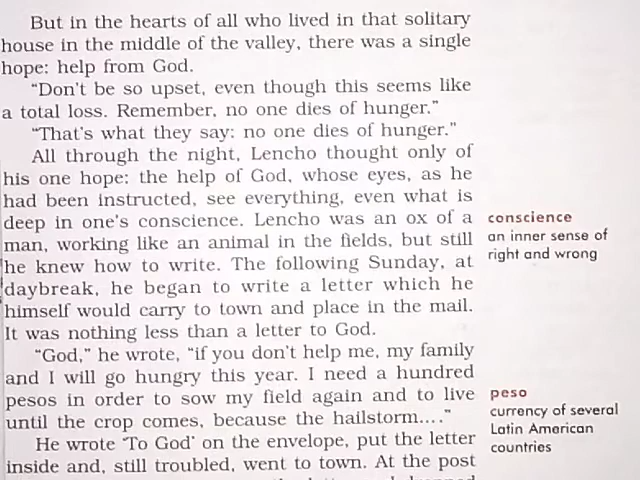 But in the hearts of all who lived in that solitary
house in the middle of the valley, there was a single
hope: help from God.
“Don't be so upset, even though this seems like
a total loss. Remember, no one dies of hunger.”
“That's what they say: no one dies of hunger.”
All through the night, Lencho thought only of
his one hope: the help of God, whose eyes, as he
had been instructed, see everything, even what is
deep in one's conscience. Lencho was an ox of a
man, working like an animal in the fields, but still
he knew how to write. The following Sunday, at
daybreak, he began to write a letter which he
himself would carry to town and place in the mail.
It was nothing less than a letter to God.
“God,” he wrote, “if you don't help me, my family
and I will go hungry this year. I need a hundred
pesos in order to sow my field again and to live
until the crop comes, because the hailstorm....”
He wrote ‘To God’ on the envelope, put the letter
inside and, still troubled, went to town. At the post
conscience
an inner sense of
right and wrong
peso
currency of several
Latin American
countries